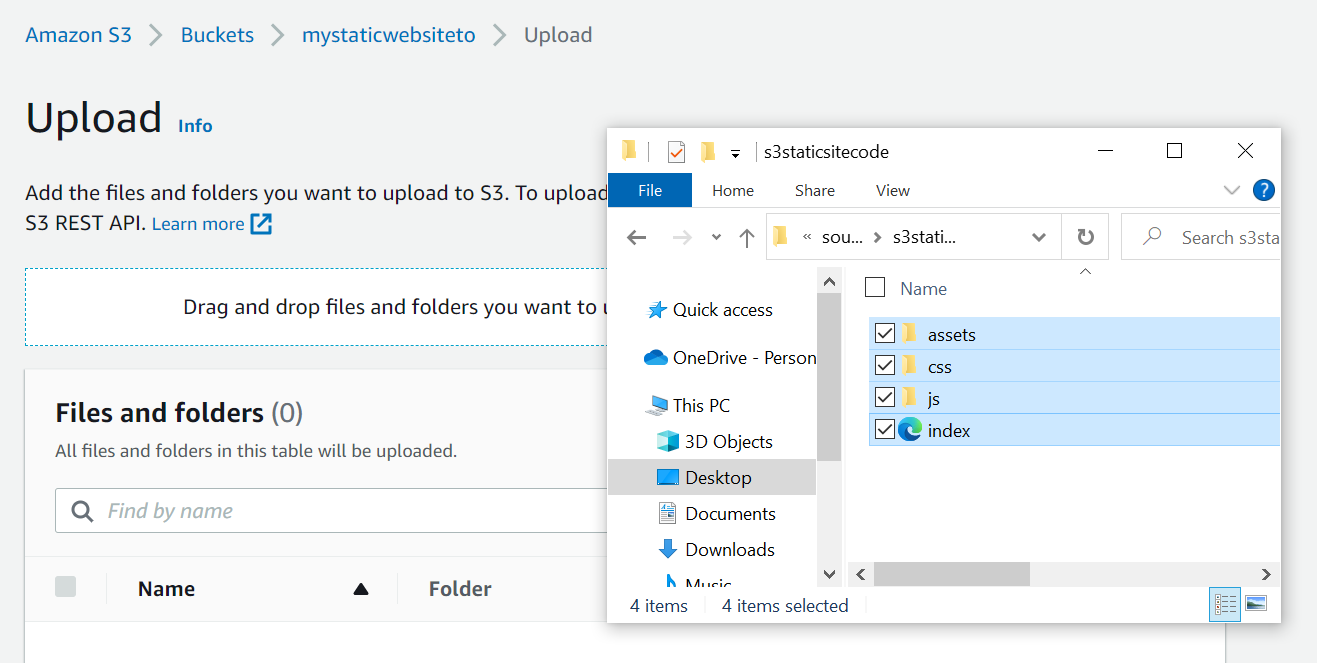 Amazon S3 > Buckets > mystaticwebsiteto > Upload
Upload Info
Add the files and folders you want to upload to S3. To upload
S3 REST API. Learn more
Drag and drop files and folders you want to
Files and folders (0)
All files and folders in this table will be uploaded.
Find by name
Name Folder
s3staticsitecode
File Home Share View
?
« sou... > s3stati...
Search s3sta
Name
Quick access
OneDrive - Person
This PC
3D Objects
Desktop
Documents
Downloads
Music
assets
css
js
index
4 items 4 items selected